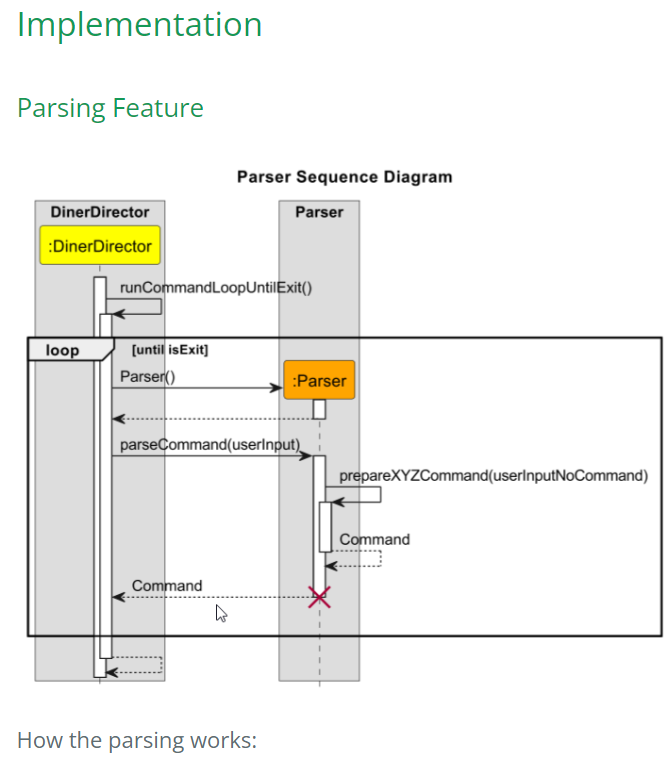 Implementation
Parsing Feature
Parser Sequence Diagram
DinerDirector
Parser
:DinerDirector
runCommandLoopUntilExit()
loop
[until isExit]
Parser()
:Parser
parseCommand(userInput)
prepareXYZCommand(userInputNoCommand)
Command
Command
How the parsing works: